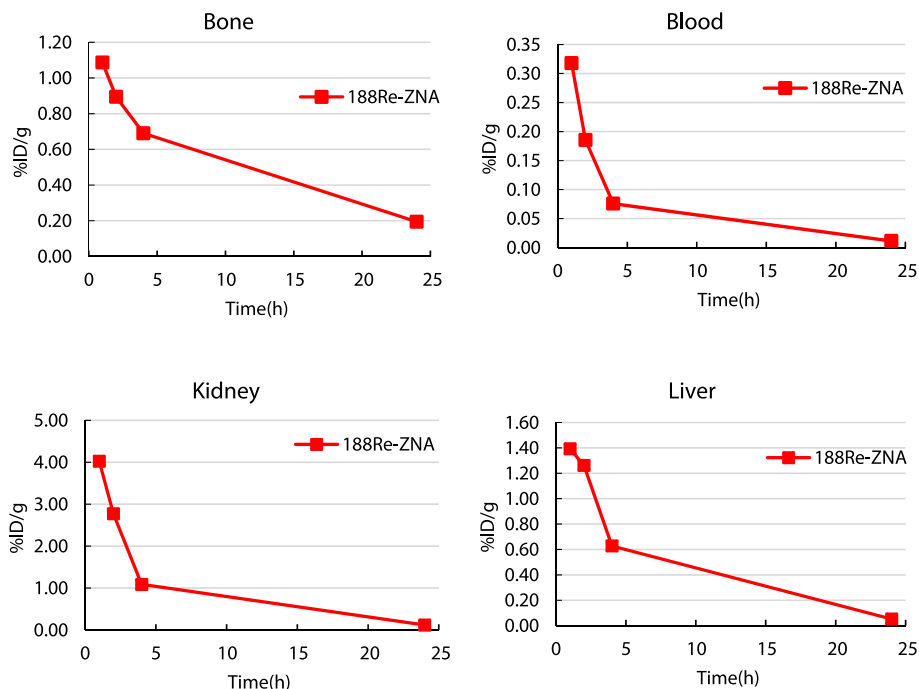 Bone
1.20
1.00
0.80
0.60
0.40
0.20
0.00
%ID/g
188Re-ZNA
0 5 10 15 20 25
Time(h)
Blood
0.35
0.30
0.25
0.20
0.15
0.10
0.05
0.00
%ID/g
188Re-ZNA
0 5 10 15 20 25
Time(h)
Kidney
5.00
4.00
3.00
2.00
1.00
0.00
%ID/g
188Re-ZNA
0 5 10 15 20 25
Time(h)
Liver
1.60
1.40
1.20
1.00
0.80
0.60
0.40
0.20
0.00
%ID/g
188Re-ZNA
0 5 10 15 20 25
Time(h)